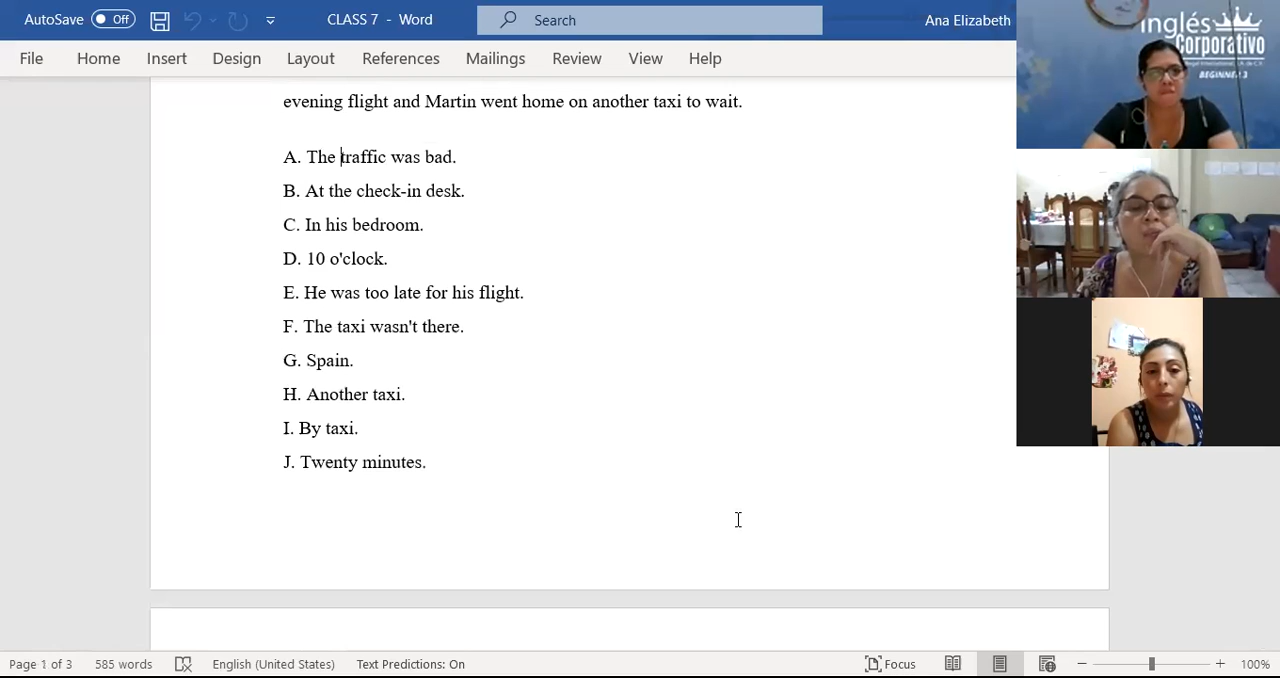 AutoSave Off CLASS 7 - Word Search Ana Elizabeth
File Home Insert Design Layout References Mailings Review View Help
inglés
Corporativo
BEGINNER 3
evening flight and Martin went home on another taxi to wait.
A. The traffic was bad.
B. At the check-in desk.
C. In his bedroom.
D. 10 o'clock.
E. He was too late for his flight.
F. The taxi wasn't there.
G. Spain.
H. Another taxi.
I. By taxi.
J. Twenty minutes.
Page 1 of 3 585 words English (United States) Text Predictions: On Focus 100%